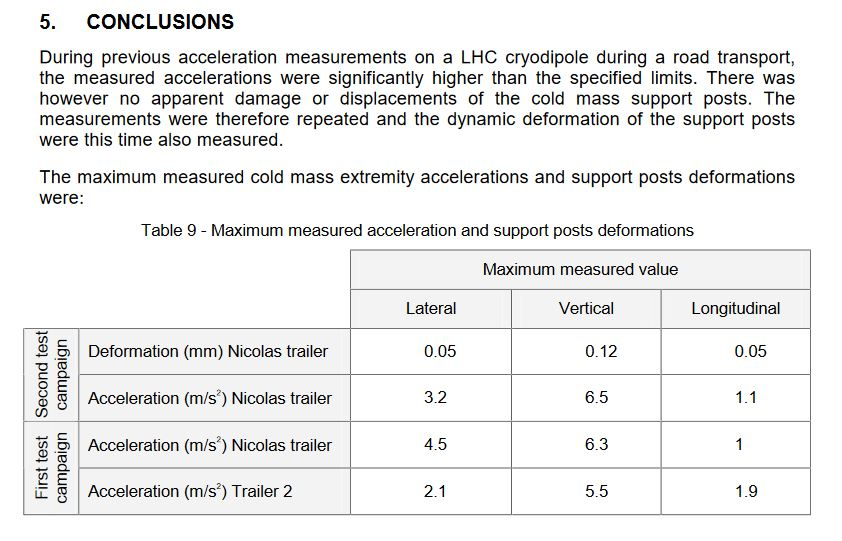 5. CONCLUSIONS
During previous acceleration measurements on a LHC cryodipole during a road transport,
the measured accelerations were significantly higher than the specified limits. There was
however no apparent damage or displacements of the cold mass support posts. The
measurements were therefore repeated and the dynamic deformation of the support posts
were this time also measured.
The maximum measured cold mass extremity accelerations and support posts deformations
were:
Table 9 - Maximum measured acceleration and support posts deformations
Maximum measured value
Lateral Vertical Longitudinal
Second test
campaign
Deformation (mm) Nicolas trailer 0.05 0.12 0.05
Acceleration (m/s²) Nicolas trailer 3.2 6.5 1.1
First test
campaign
Acceleration (m/s²) Nicolas trailer 4.5 6.3 1
Acceleration (m/s²) Trailer 2 2.1 5.5 1.9